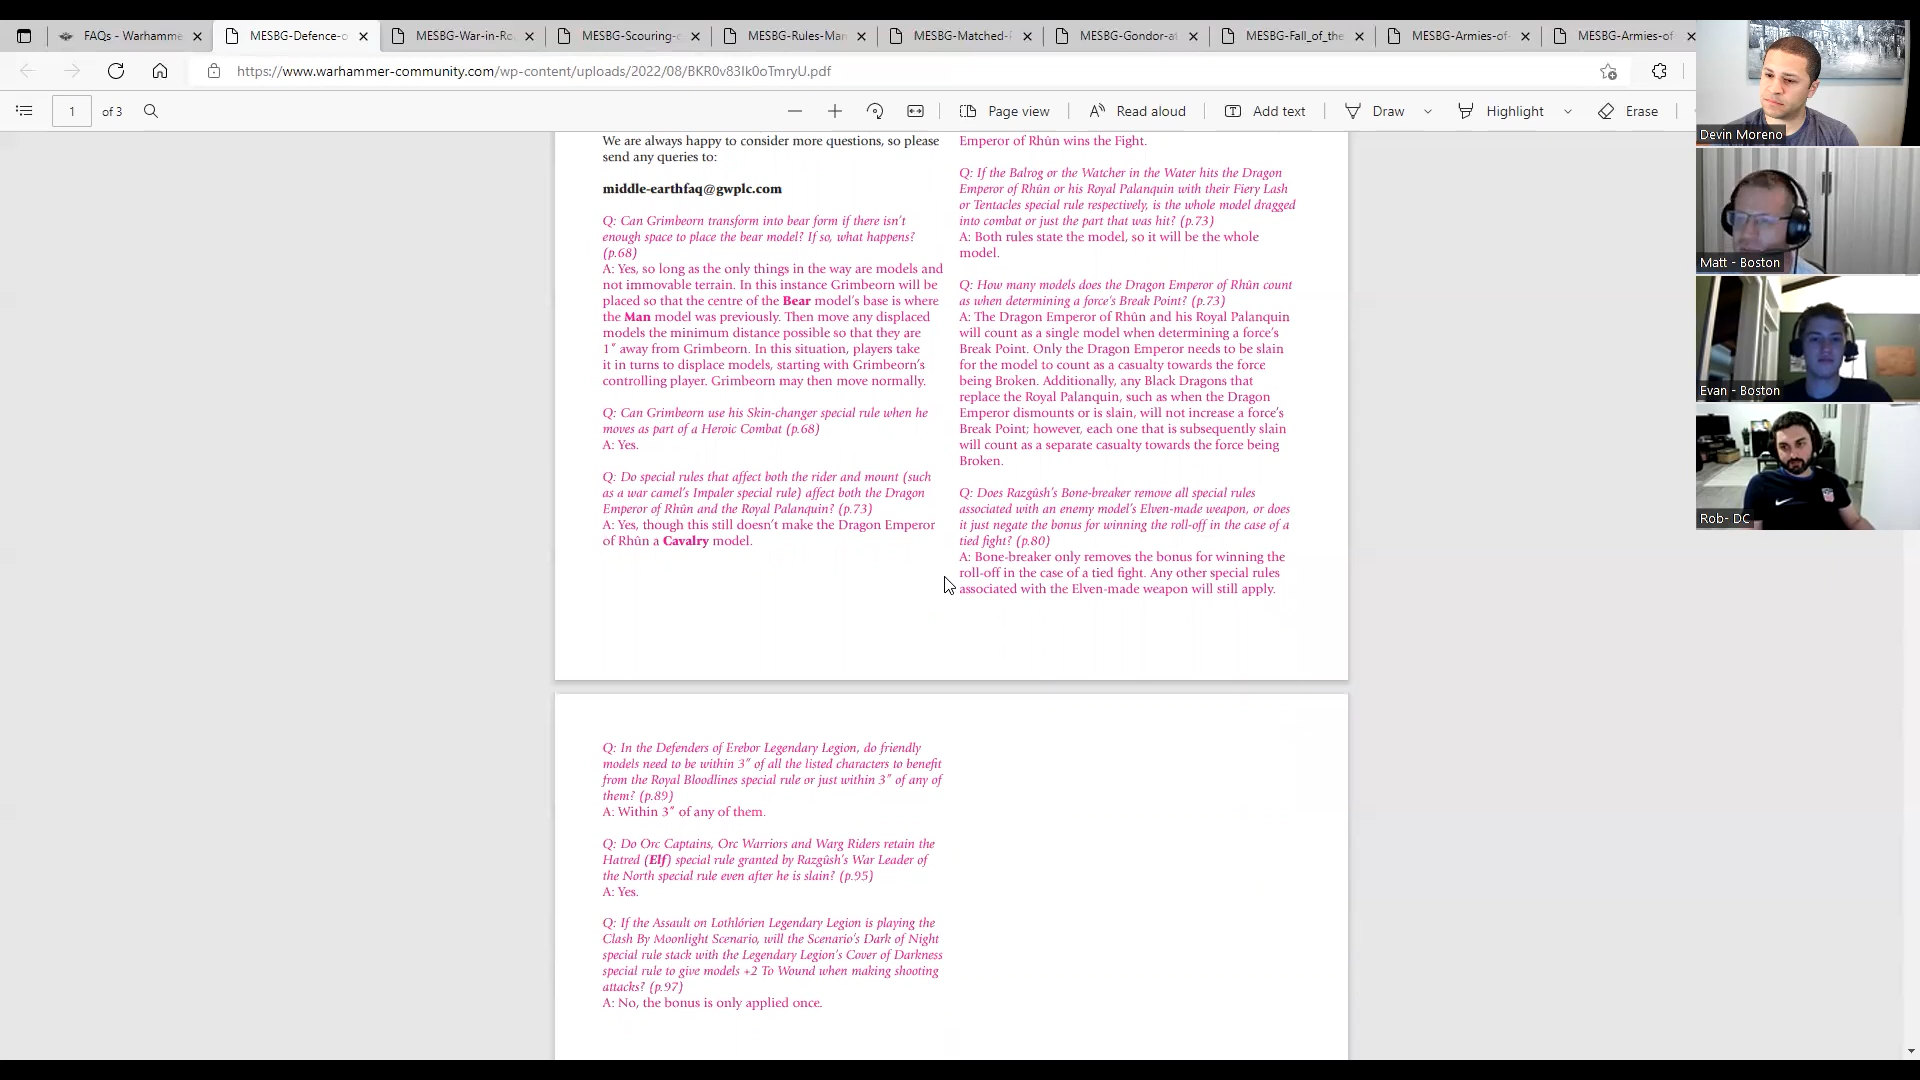 FAQs - Warhamme
MESBG-Defence-o
MESBG-War-in-Ro
MESBG-Scouring-
MESBG-Rules-Man
MESBG-Matched-
MESBG-Gondor-at
MESBG-Fall_of_the
MESBG-Armies-of-
MESBG-Armies-of-
https://www.warhammer-community.com/wp-content/uploads/2022/08/BKR0v83Ik0oTmryU.pdf
1 of 3
Page view
Read aloud
Add text
Draw
Highlight
Erase
We are always happy to consider more questions, so please
send any queries to:
middle-earthfaq@gwplc.com
Q: Can Grimbeorn transform into bear form if there isn't
enough space to place the bear model? If so, what happens?
(p.68)
A: Yes, so long as the only things in the way are models and
not immovable terrain. In this instance Grimbeorn will be
placed so that the centre of the Bear model's base is where
the Man model was previously. Then move any displaced
models the minimum distance possible so that they are
1" away from Grimbeorn. In this situation, players take
it in turns to displace models, starting with Grimbeorn's
controlling player. Grimbeorn may then move normally.
Q: Can Grimbeorn use his Skin-changer special rule when he
moves as part of a Heroic Combat (p.68)
A: Yes.
Q: Do special rules that affect both the rider and mount (such
as a war camel's Impaler special rule) affect both the Dragon
Emperor of Rhûn and the Royal Palanquin? (p.73)
A: Yes, though this still doesn't make the Dragon Emperor
of Rhûn a Cavalry model.
Emperor of Rhûn wins the Fight.
Q: If the Balrog or the Watcher in the Water hits the Dragon
Emperor of Rhûn or his Royal Palanquin with their Fiery Lash
or Tentacles special rule respectively, is the whole model dragged
into combat or just the part that was hit? (p.73)
A: Both rules state the model, so it will be the whole
model.
Q: How many models does the Dragon Emperor of Rhûn count
as when determining a force's Break Point? (p.73)
A: The Dragon Emperor of Rhûn and his Royal Palanquin
will count as a single model when determining a force's
Break Point. Only the Dragon Emperor needs to be slain
for the model to count as a casualty towards the force
being Broken. Additionally, any Black Dragons that
replace the Royal Palanquin, such as when the Dragon
Emperor dismounts or is slain, will not increase a force's
Break Point; however, each one that is subsequently slain
will count as a separate casualty towards the force being
Broken.
Q: Does Razgûsh's Bone-breaker remove all special rules
associated with an enemy model's Elven-made weapon, or does
it just negate the bonus for winning the roll-off in the case of a
tied fight? (p.80)
A: Bone-breaker only removes the bonus for winning the
roll-off in the case of a tied fight. Any other special rules
associated with the Elven-made weapon will still apply.
Q: In the Defenders of Erebor Legendary Legion, do friendly
models need to be within 3" of all the listed characters to benefit
from the Royal Bloodlines special rule or just within 3" of any of
them? (p.89)
A: Within 3" of any of them.
Q: Do Orc Captains, Orc Warriors and Warg Riders retain the
Hatred (Elf) special rule granted by Razgûsh's War Leader of
the North special rule even after he is slain? (p.95)
A: Yes.
Q: If the Assault on Lothlórien Legendary Legion is playing the
Clash By Moonlight Scenario, will the Scenario's Dark of Night
special rule stack with the Legendary Legion's Cover of Darkness
special rule to give models +2 To Wound when making shooting
attacks? (p.97)
A: No, the bonus is only applied once.
Devin Moreno
Matt - Boston
Evan - Boston
Rob- DC